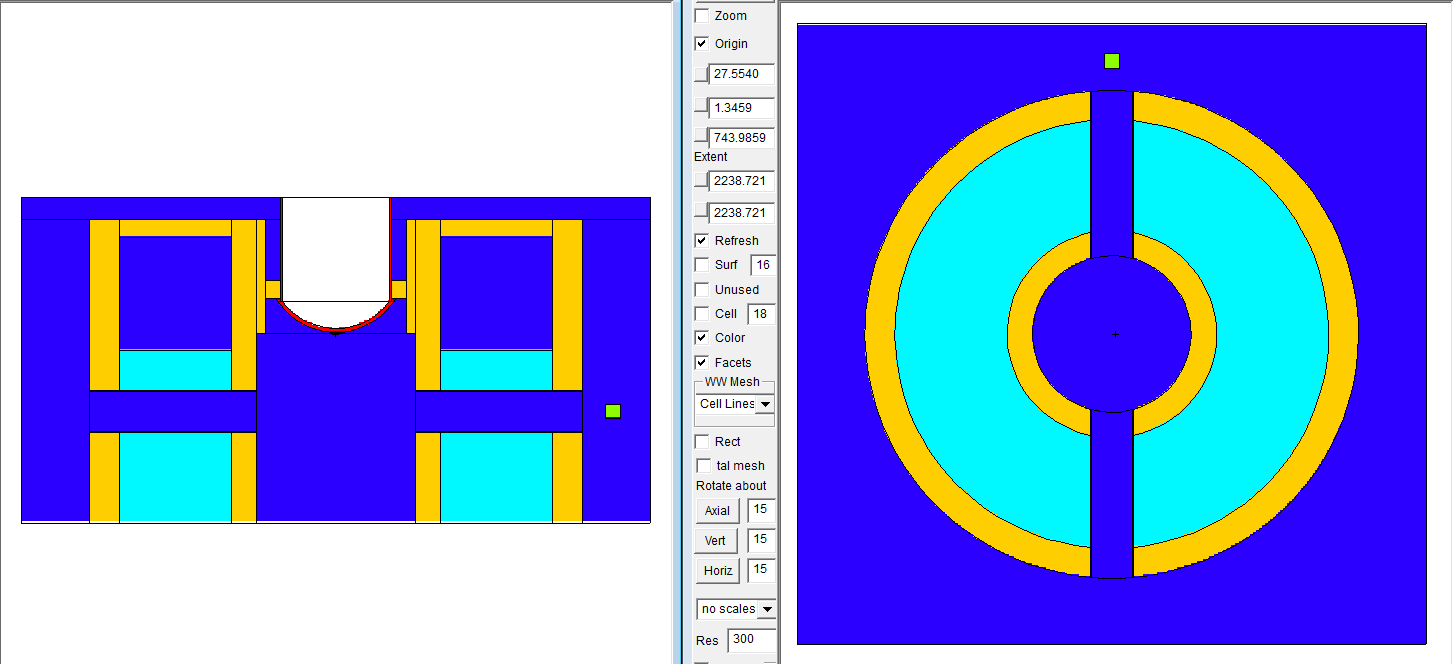 Zoom
Origin
27.5540
1.3459
743.9859
Extent
2238.721
2238.721
Refresh
Surf 16
Unused
Cell 18
Color
Facets
WW Mesh
Cell Lines
Rect
tal mesh
Rotate about
Axial 15
Vert 15
Horiz 15
no scales
Res 300